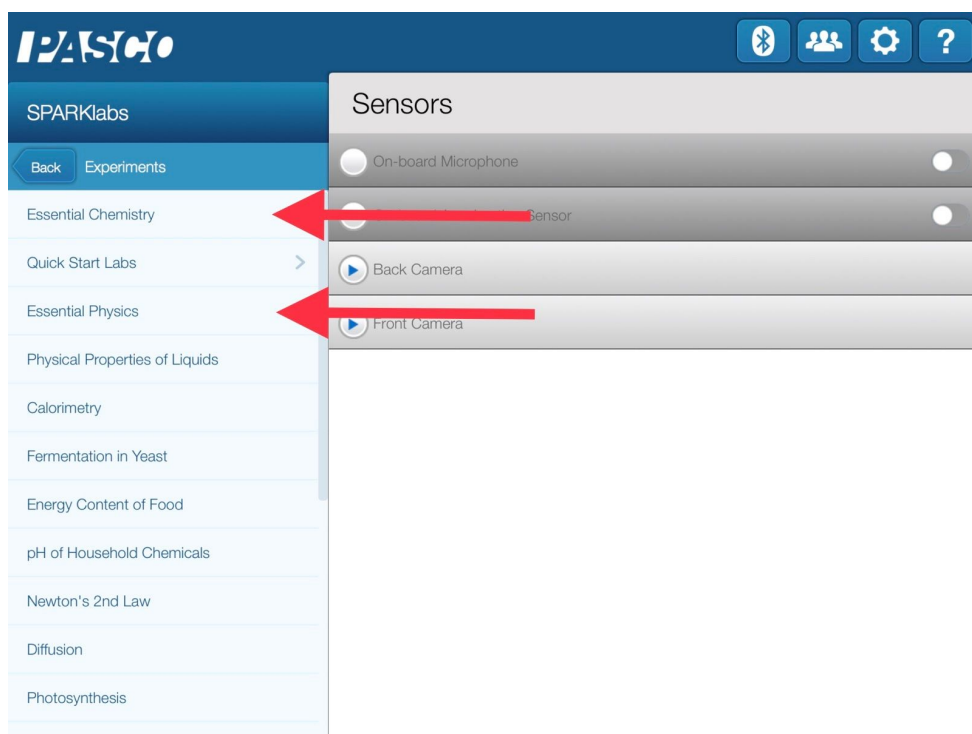 PASCO
?
SPARKlabs
Back Experiments
Essential Chemistry
Quick Start Labs
Essential Physics
Physical Properties of Liquids
Calorimetry
Fermentation in Yeast
Energy Content of Food
pH of Household Chemicals
Newton's 2nd Law
Diffusion
Photosynthesis
Sensors
On-board Microphone
Sensor
Back Camera
Front Camera